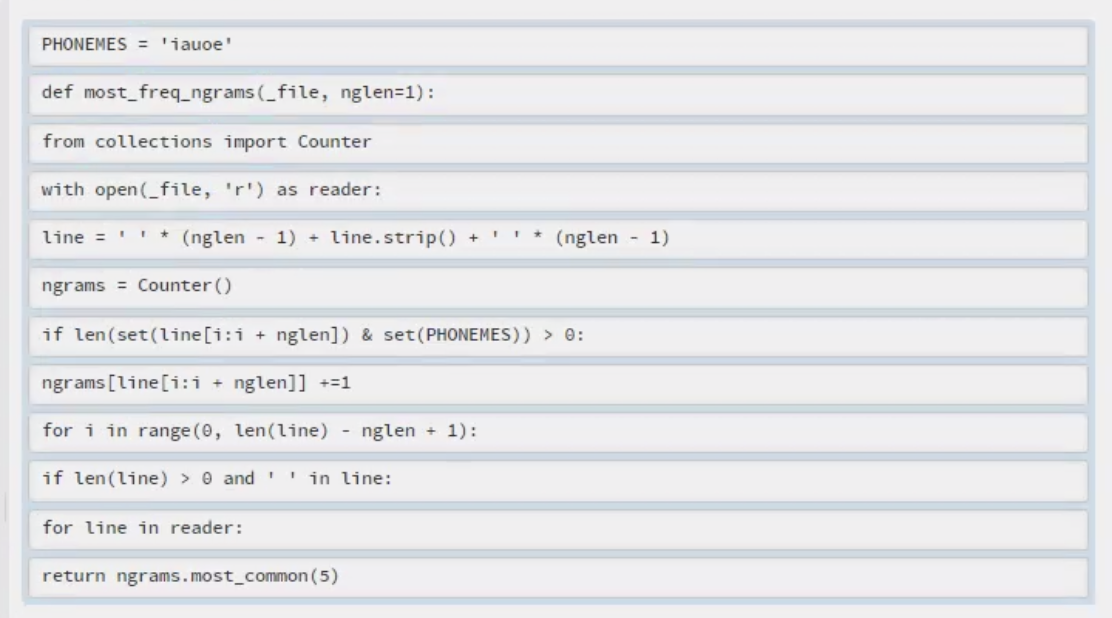 PHONEMES = 'iauoe'
def most_freq_ngrams(_file, nglen=1):
from collections import Counter
with open(_file, 'r') as reader:
line = ' ' * (nglen - 1) + line.strip() + ' ' * (nglen - 1)
ngrams = Counter()
if len(set(line[i:i + nglen]) & set(PHONEMES)) > 0:
ngrams[line[i:i + nglen]] +=1
for i in range(0, len(line) - nglen + 1):
if len(line) > 0 and ' ' in line:
for line in reader:
return ngrams.most_common(5)